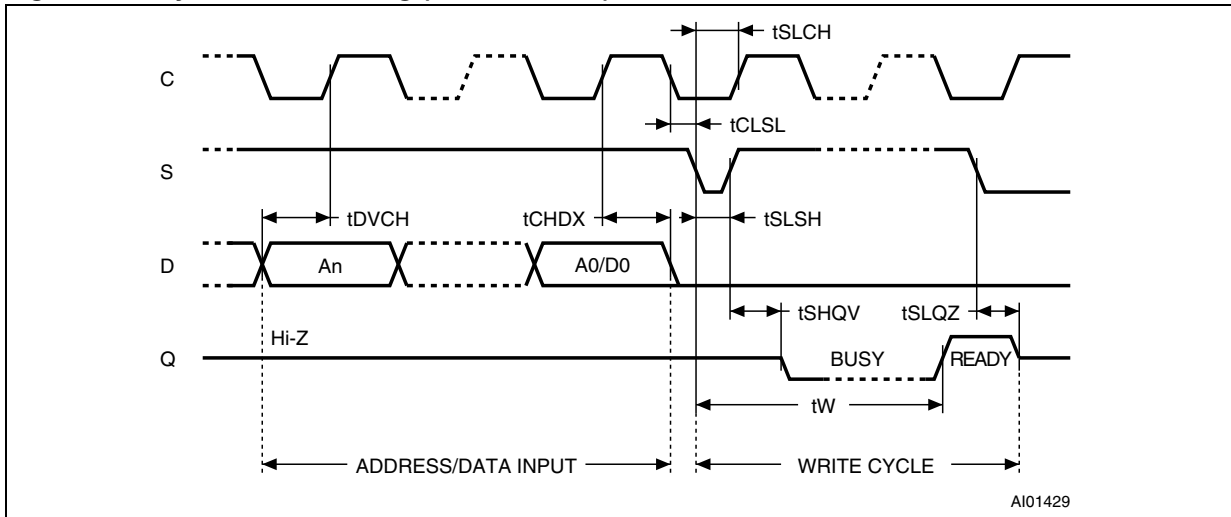 tSLCH
C
tCLSL
S
tDVCH
tCHDX
tSLSH
D
An
A0/D0
tSHQV
tSLQZ
Hi-Z
Q
BUSY
READY
tW
ADDRESS/DATA INPUT
WRITE CYCLE
AI01429